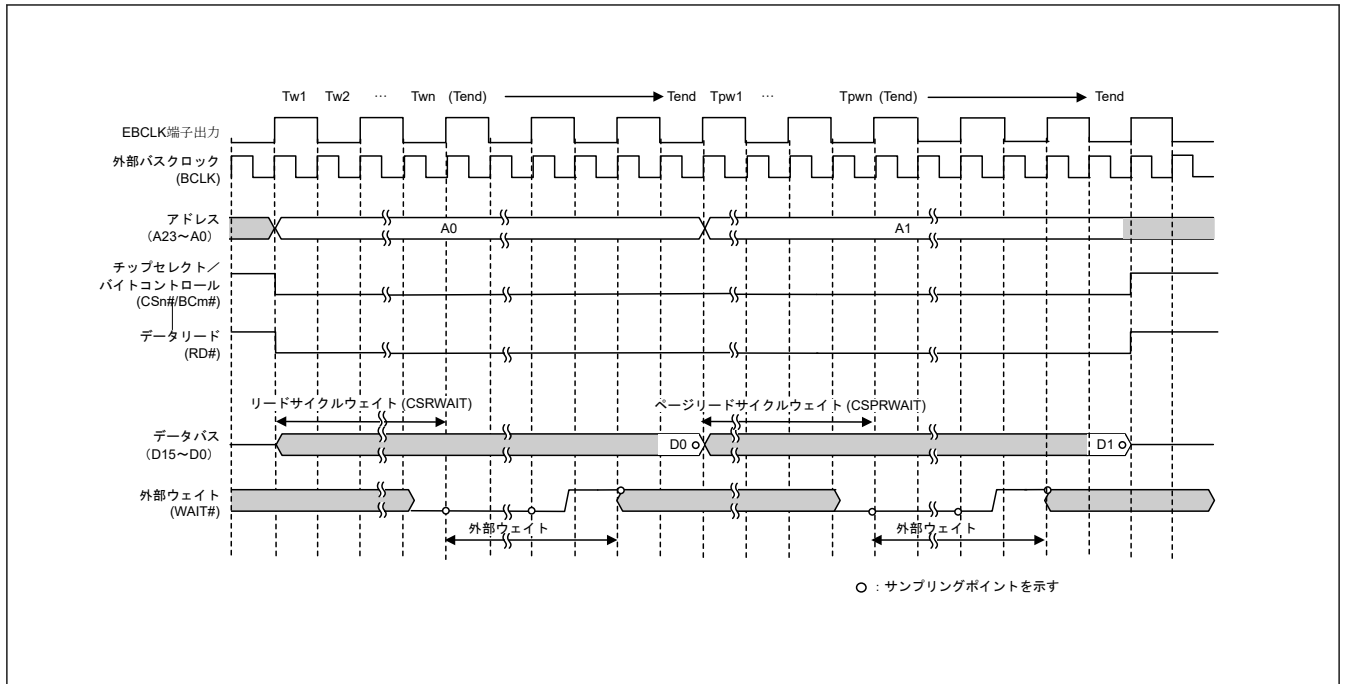 Tw1 Tw2 … Twn (Tend) Tend Tpw1 … Tpwn (Tend) Tend
EBCLK端子出力
外部バスクロック
(BCLK)
アドレス
(A23~A0)
A0 A1
チップセレクト/
バイトコントロール
(CSn#/BCm#)
データリード
(RD#)
リードサイクルウェイト (CSRWAIT) ページリードサイクルウェイト (CSPRWAIT)
データバス
(D15~D0)
D0 D1
外部ウェイト
(WAIT#)
外部ウェイト 外部ウェイト
:サンプリングポイントを示す